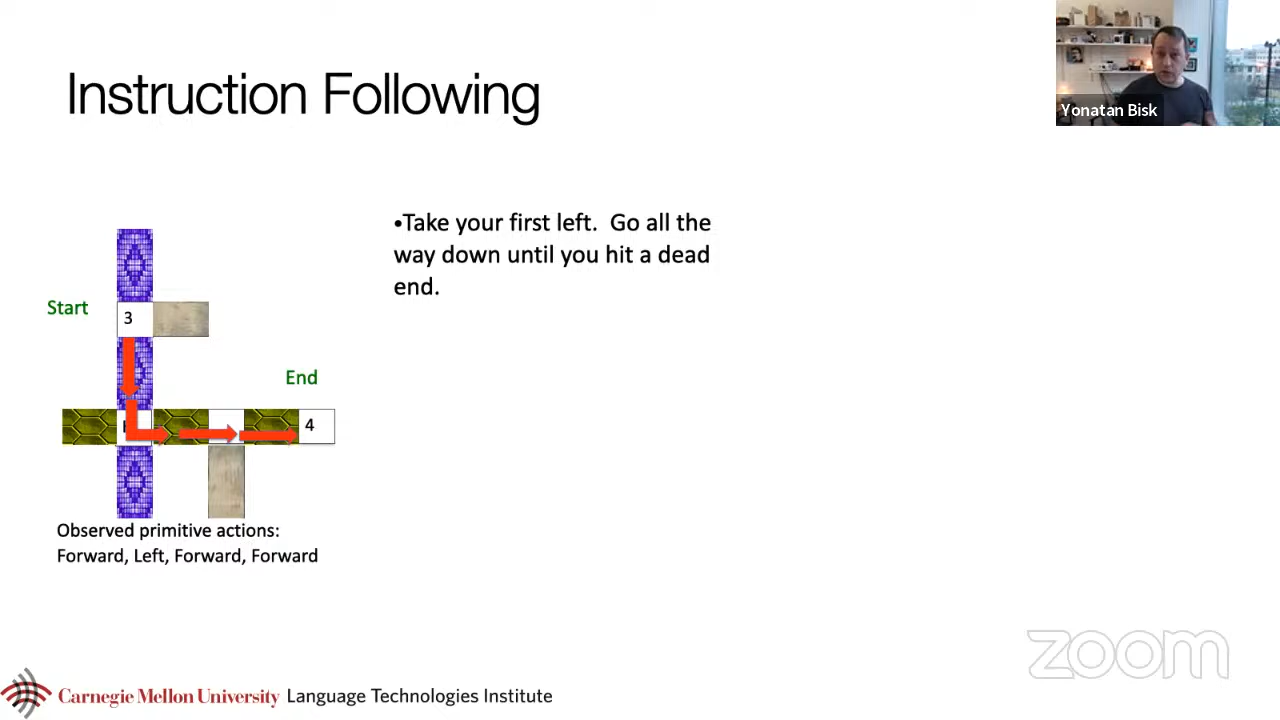 Instruction Following
Yonatan Bisk
•Take your first left.  Go all the
way down until you hit a dead
end.
Start
3
End
4
Observed primitive actions:
Forward, Left, Forward, Forward
zoom
Carnegie Mellon University Language Technologies Institute